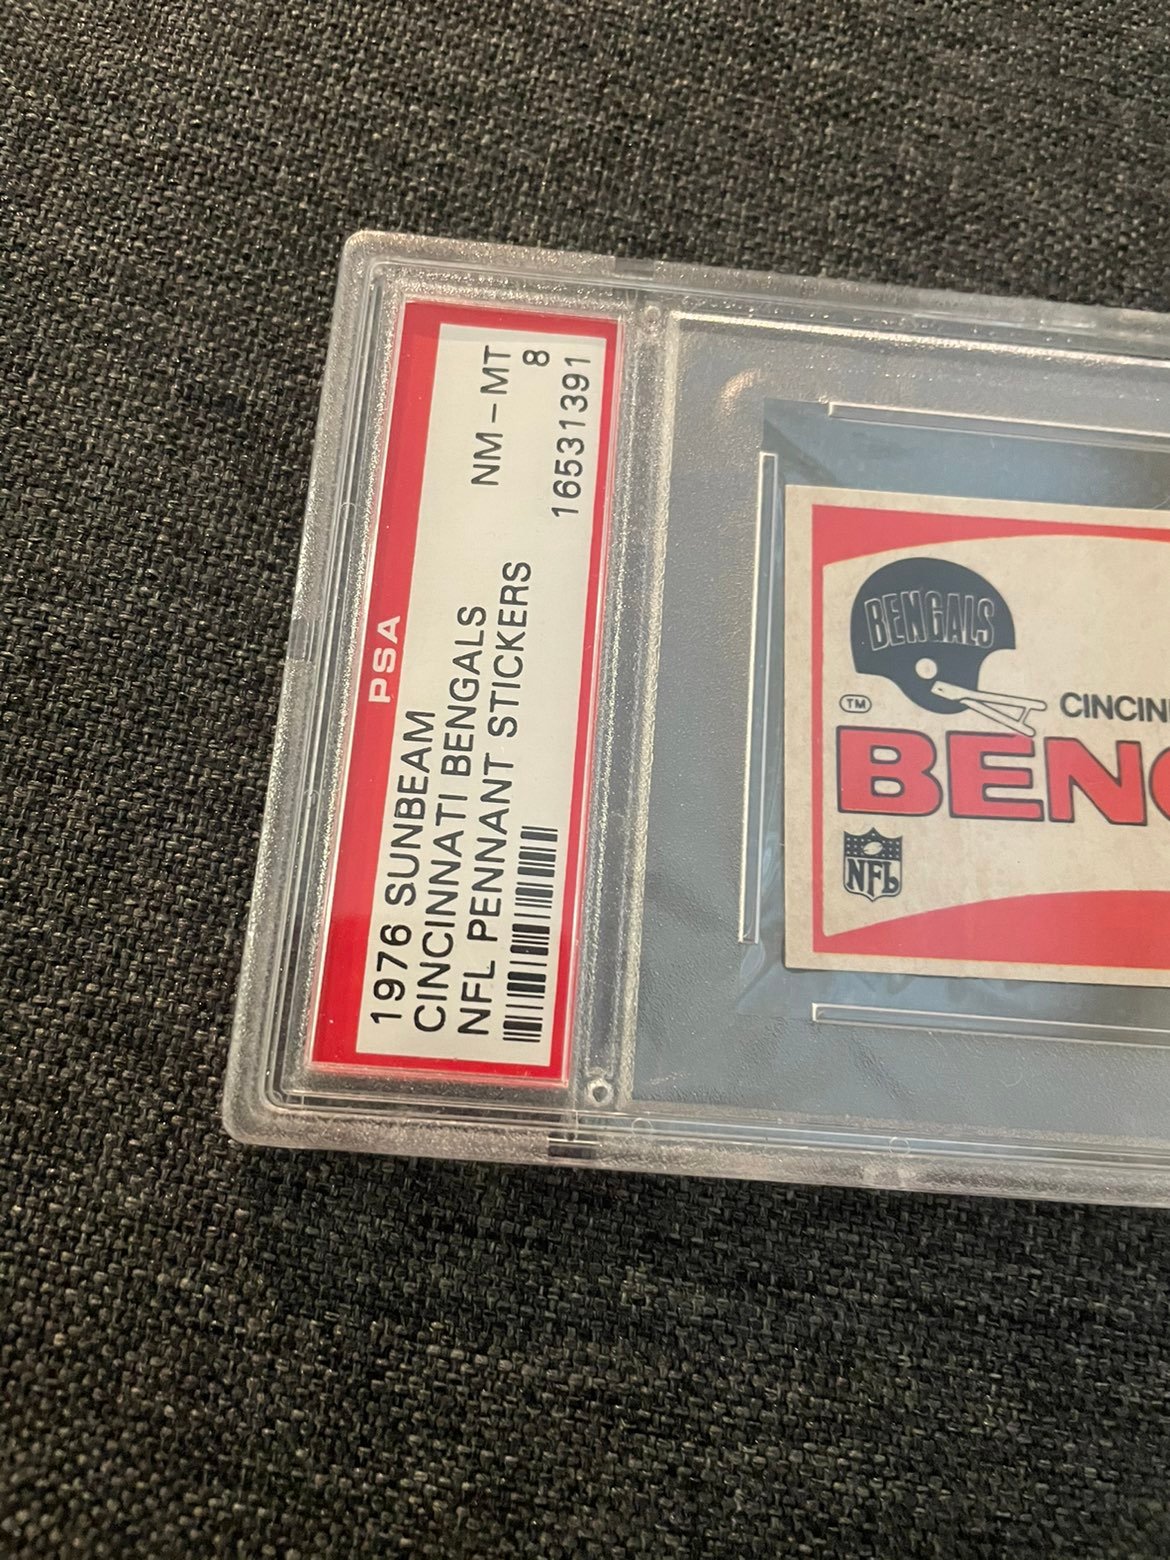 PSA
1976 SUNBEAM
CINCINNATI BENGALS NM - MT
NFL PENNANT STICKERS 8
16531391
BENGALS
TM
CINCIN
BENG
NFL